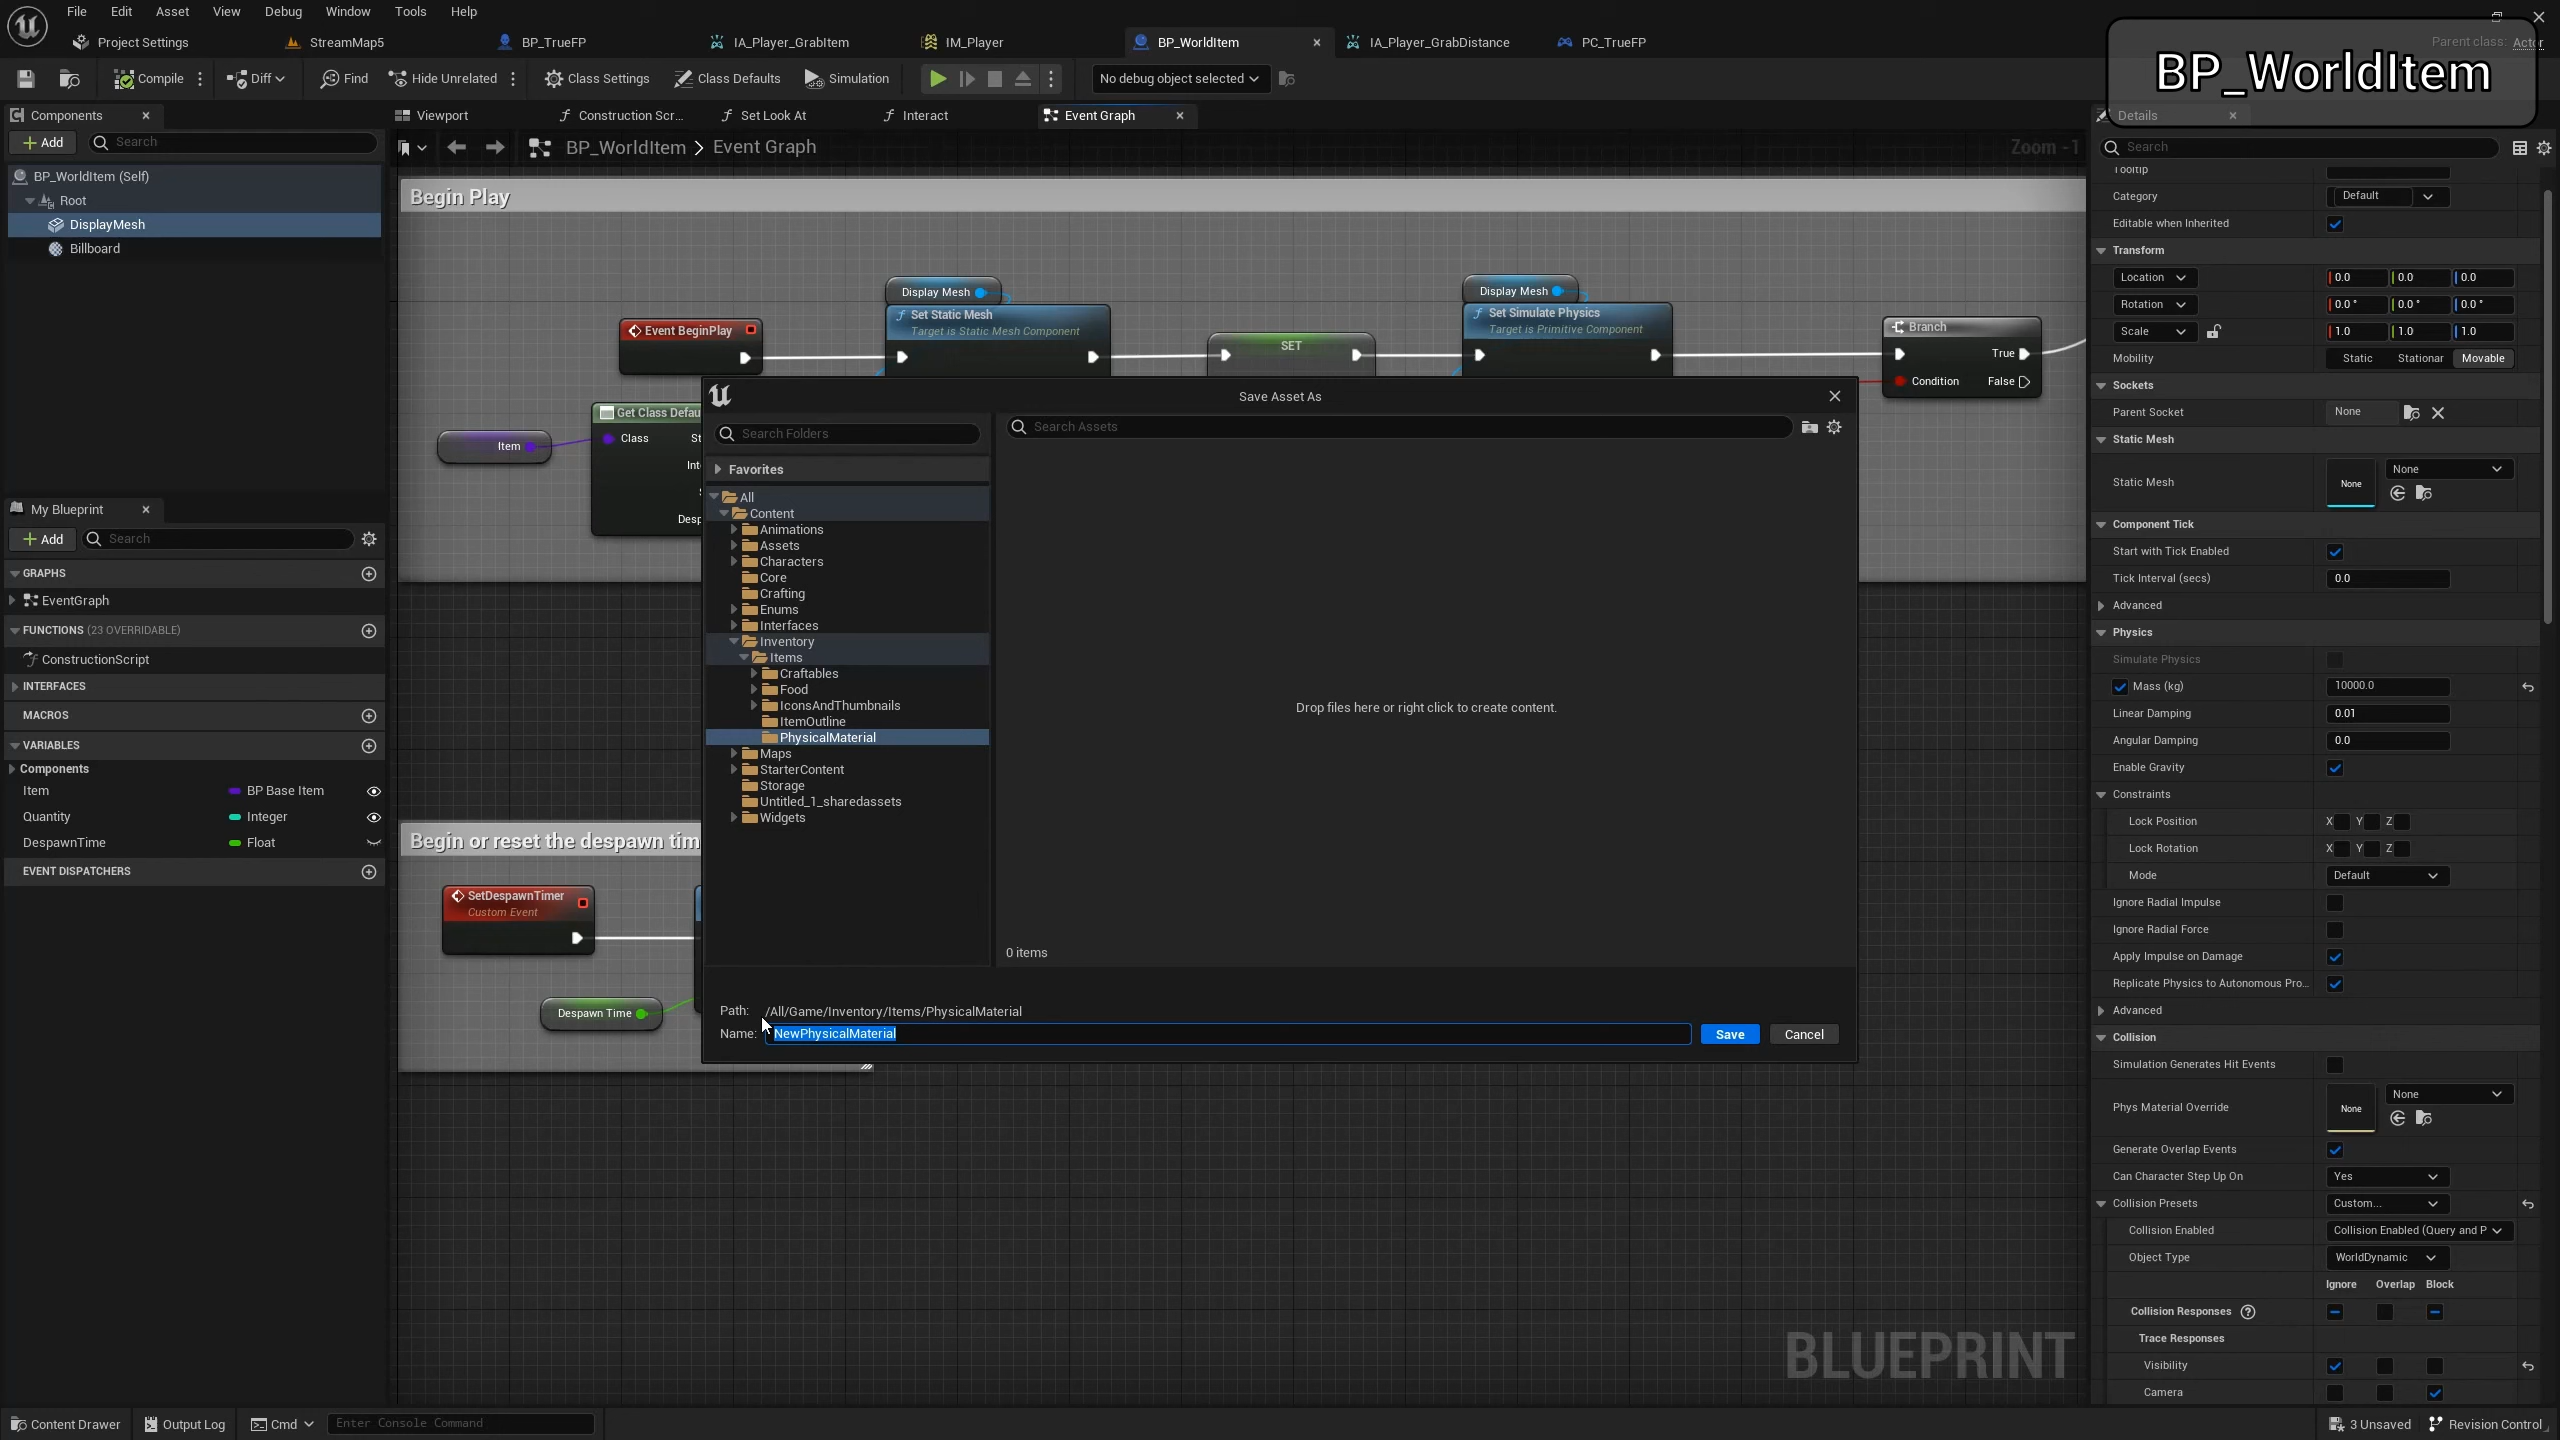 File Edit Asset View Debug Window Tools Help
Project Settings StreamMap5 BP_TrueFP IA_Player_GrabItem IM_Player BP_WorldItem IA_Player_GrabDistance PC_TrueFP
Parent class: Actor
BP_WorldItem
Compile Diff Find Hide Unrelated Class Settings Class Defaults Simulation No debug object selected
Components
Add Search
BP_WorldItem (Self)
Root
DisplayMesh
Billboard
My Blueprint
Add Search
GRAPHS
EventGraph
FUNCTIONS (23 OVERRIDABLE)
ConstructionScript
INTERFACES
MACROS
VARIABLES
Components
Item BP Base Item
Quantity Integer
DespawnTime Float
EVENT DISPATCHERS
Viewport Construction Scr... Set Look At Interact Event Graph
BP_WorldItem > Event Graph
Zoom -1
Begin Play
Event BeginPlay
Display Mesh
Set Static Mesh
Target is Static Mesh Component
SET
Display Mesh
Set Simulate Physics
Target is Primitive Component
Branch
True
Condition False
Item
Get Class Defau
Class St
Int
Desp
Begin or reset the despawn tim
SetDespawnTimer
Custom Event
Despawn Time
BLUEPRINT
Save Asset As
Search Folders
Search Assets
Favorites
All
Content
Animations
Assets
Characters
Core
Crafting
Enums
Interfaces
Inventory
Items
Craftables
Food
IconsAndThumbnails
ItemOutline
PhysicalMaterial
Maps
StarterContent
Storage
Untitled_1_sharedassets
Widgets
Drop files here or right click to create content.
0 items
Path: /All/Game/Inventory/Items/PhysicalMaterial
Name: NewPhysicalMaterial
Save Cancel
Details
Search
Tooltip
Category Default
Editable when Inherited
Transform
Location 0.0 0.0 0.0
Rotation 0.0 ° 0.0 ° 0.0 °
Scale 1.0 1.0 1.0
Mobility Static Stationar Movable
Sockets
Parent Socket None
Static Mesh
Static Mesh None None
Component Tick
Start with Tick Enabled
Tick Interval (secs) 0.0
Advanced
Physics
Simulate Physics
Mass (kg) 10000.0
Linear Damping 0.01
Angular Damping 0.0
Enable Gravity
Constraints
Lock Position X Y Z
Lock Rotation X Y Z
Mode Default
Ignore Radial Impulse
Ignore Radial Force
Apply Impulse on Damage
Replicate Physics to Autonomous Pro...
Advanced
Collision
Simulation Generates Hit Events
Phys Material Override None None
Generate Overlap Events
Can Character Step Up On Yes
Collision Presets Custom...
Collision Enabled Collision Enabled (Query and P
Object Type WorldDynamic
Ignore Overlap Block
Collision Responses
Trace Responses
Visibility
Camera
Content Drawer Output Log Cmd Enter Console Command 3 Unsaved Revision Control